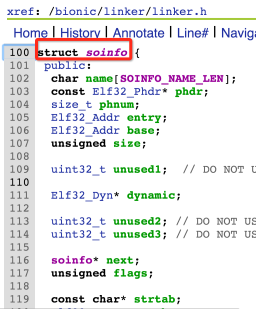 xref: /bionic/linker/linker.h
Home | History | Annotate | Line# | Naviga
100 struct soinfo {
101 public:
102 char name[SOINFO_NAME_LEN];
103 const Elf32_Phdr* phdr;
104 size_t phnum;
105 Elf32_Addr entry;
106 Elf32_Addr base;
107 unsigned size;
108
109 uint32_t unused1; // DO NOT U
110
111 Elf32_Dyn* dynamic;
112
113 uint32_t unused2; // DO NOT US
114 uint32_t unused3; // DO NOT US
115
116 soinfo* next;
117 unsigned flags;
118
119 const char* strtab;